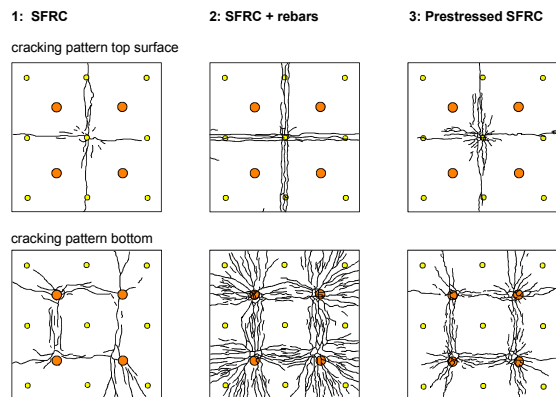 1: SFRC 2: SFRC + rebars 3: Prestressed SFRC
cracking pattern top surface
cracking pattern bottom